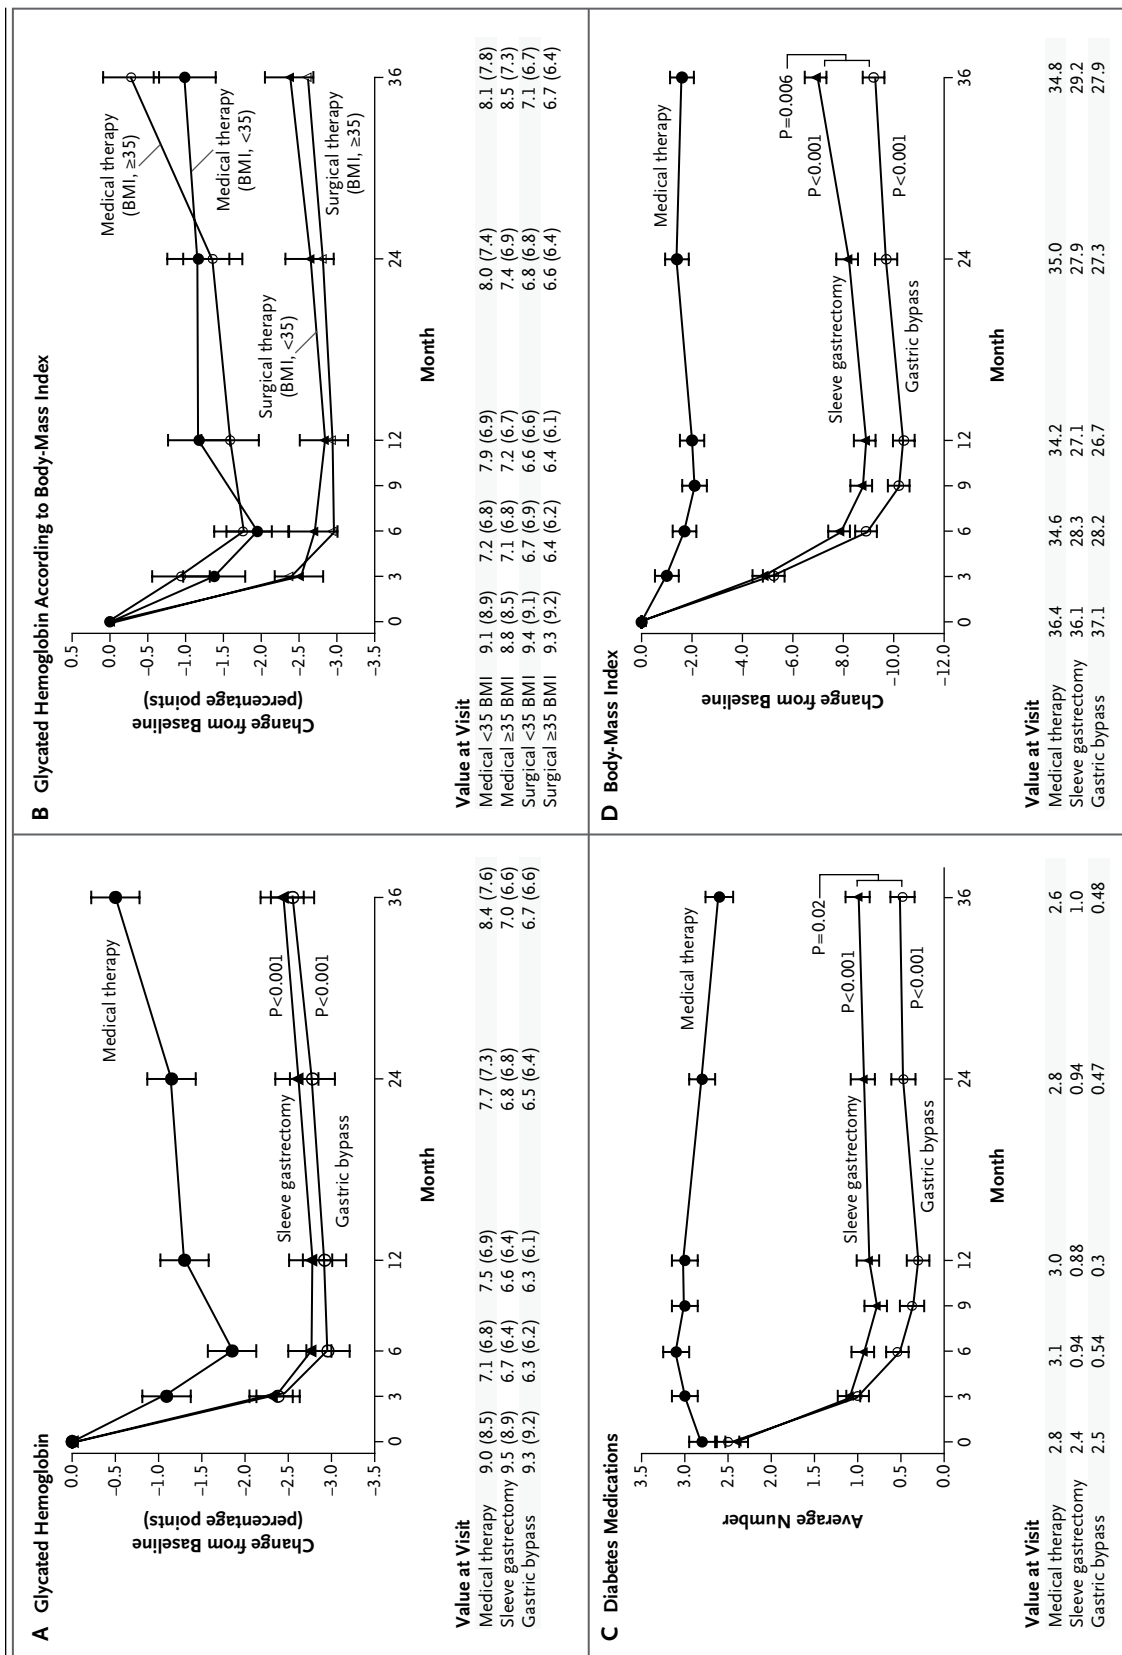 A Glycated Hemoglobin
Change from Baseline
(percentage points)
0.0
−0.5
−1.0
−1.5
−2.0
−2.5
−3.0
−3.5
Medical therapy
P<0.001
P<0.001
Sleeve gastrectomy
Gastric bypass
0 3 6 9 12 24 36
Month
Value at Visit
Medical therapy 9.0 (8.5) 7.1 (6.8) 7.5 (6.9) 7.7 (7.3) 8.4 (7.6)
Sleeve gastrectomy 9.5 (8.9) 6.7 (6.4) 6.6 (6.4) 6.8 (6.8) 7.0 (6.6)
Gastric bypass 9.3 (9.2) 6.3 (6.2) 6.3 (6.1) 6.5 (6.4) 6.7 (6.6)
B Glycated Hemoglobin According to Body-Mass Index
Change from Baseline
(percentage points)
0.5
0.0
−0.5
−1.0
−1.5
−2.0
−2.5
−3.0
−3.5
Medical therapy
(BMI, ≥35)
Medical therapy
(BMI, <35)
Surgical therapy
(BMI, <35)
Surgical therapy
(BMI, ≥35)
0 3 6 9 12 24 36
Month
Value at Visit
Medical <35 BMI 9.1 (8.9) 7.2 (6.8) 7.9 (6.9) 8.0 (7.4) 8.1 (7.8)
Medical ≥35 BMI 8.8 (8.5) 7.1 (6.8) 7.2 (6.7) 7.4 (6.9) 8.5 (7.3)
Surgical <35 BMI 9.4 (9.1) 6.7 (6.9) 6.6 (6.6) 6.8 (6.8) 7.1 (6.7)
Surgical ≥35 BMI 9.3 (9.2) 6.4 (6.2) 6.4 (6.1) 6.6 (6.4) 6.7 (6.4)
C Diabetes Medications
Average Number
3.5
3.0
2.5
2.0
1.5
1.0
0.5
0.0
Medical therapy
P=0.02
P<0.001
P<0.001
Sleeve gastrectomy
Gastric bypass
0 3 6 9 12 24 36
Month
Value at Visit
Medical therapy 2.8 3.1 3.0 2.8 2.6
Sleeve gastrectomy 2.4 0.94 0.88 0.94 1.0
Gastric bypass 2.5 0.54 0.3 0.47 0.48
D Body-Mass Index
Change from Baseline
0.0
−2.0
−4.0
−6.0
−8.0
−10.0
−12.0
Medical therapy
P=0.006
P<0.001
P<0.001
Sleeve gastrectomy
Gastric bypass
0 3 6 9 12 24 36
Month
Value at Visit
Medical therapy 36.4 34.6 34.2 35.0 34.8
Sleeve gastrectomy 36.1 28.3 27.1 27.9 29.2
Gastric bypass 37.1 28.2 26.7 27.3 27.9